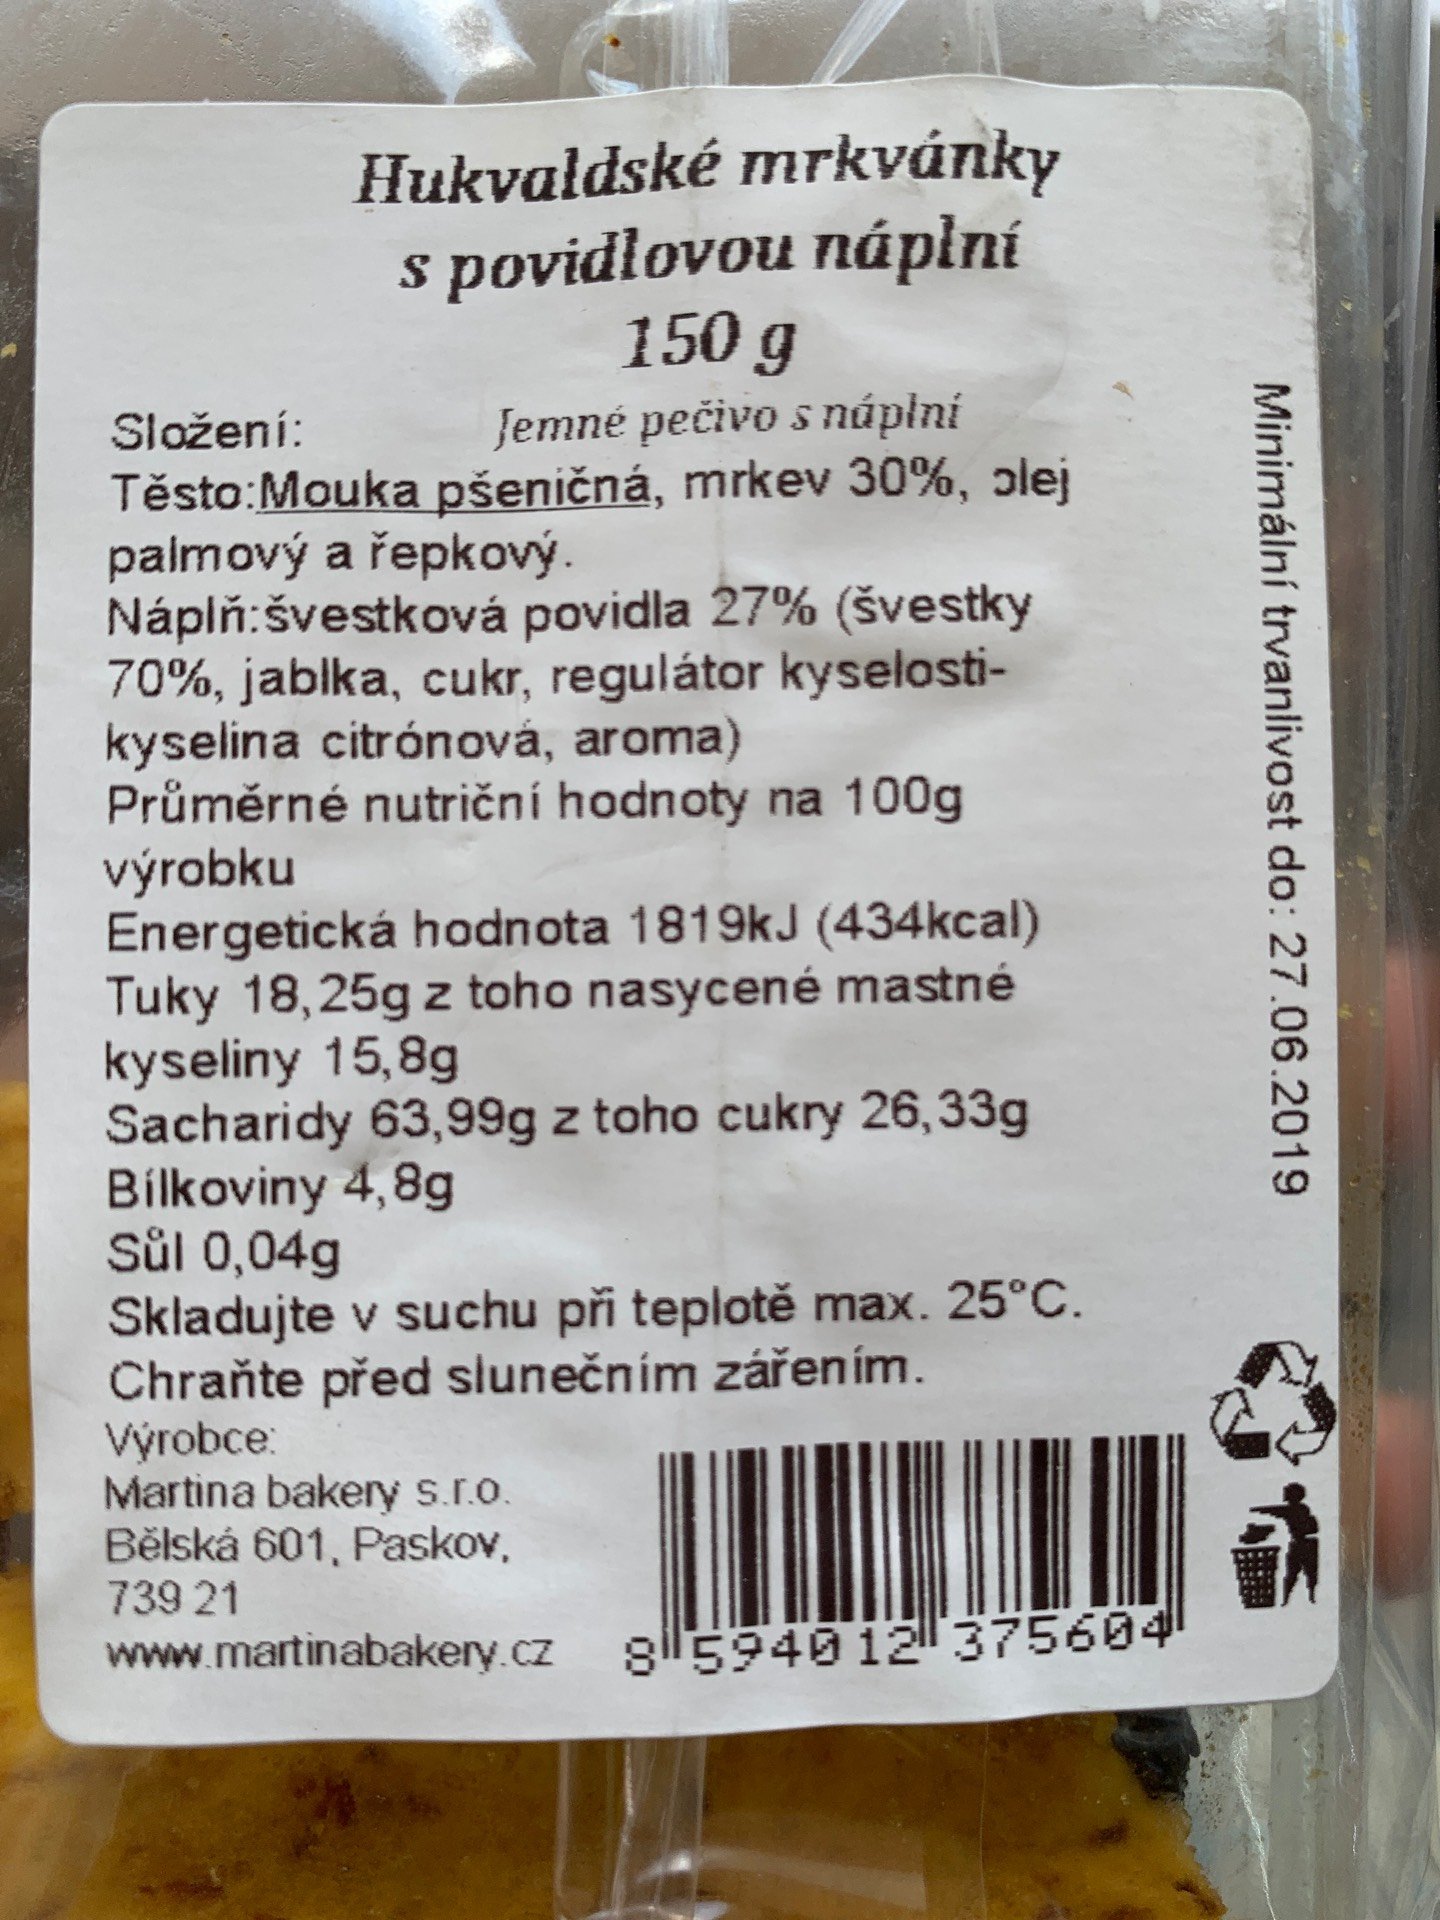 Hukvaldské mrkvánky
s povidlovou náplní
150 g
Složení: Jemné pečivo s náplní
Těsto:Mouka pšeničná, mrkev 30%, olej
palmový a řepkový.
Náplň:švestková povidla 27% (švestky
70%, jablka, cukr, regulátor kyselosti-
kyselina citrónová, aroma)
Průměrné nutriční hodnoty na 100g
výrobku
Energetická hodnota 1819kJ (434kcal)
Tuky 18,25g z toho nasycené mastné
kyseliny 15,8g
Sacharidy 63,99g z toho cukry 26,33g
Bílkoviny 4,8g
Sůl 0,04g
Skladujte v suchu při teplotě max. 25°C.
Chraňte před slunečním zářením.
Výrobce:
Martina bakery s.r.o.
Bělská 601, Paskov,
739 21
www.martinabakery.cz
8 594012 375604
Minimální trvanlivost do: 27.06.2019